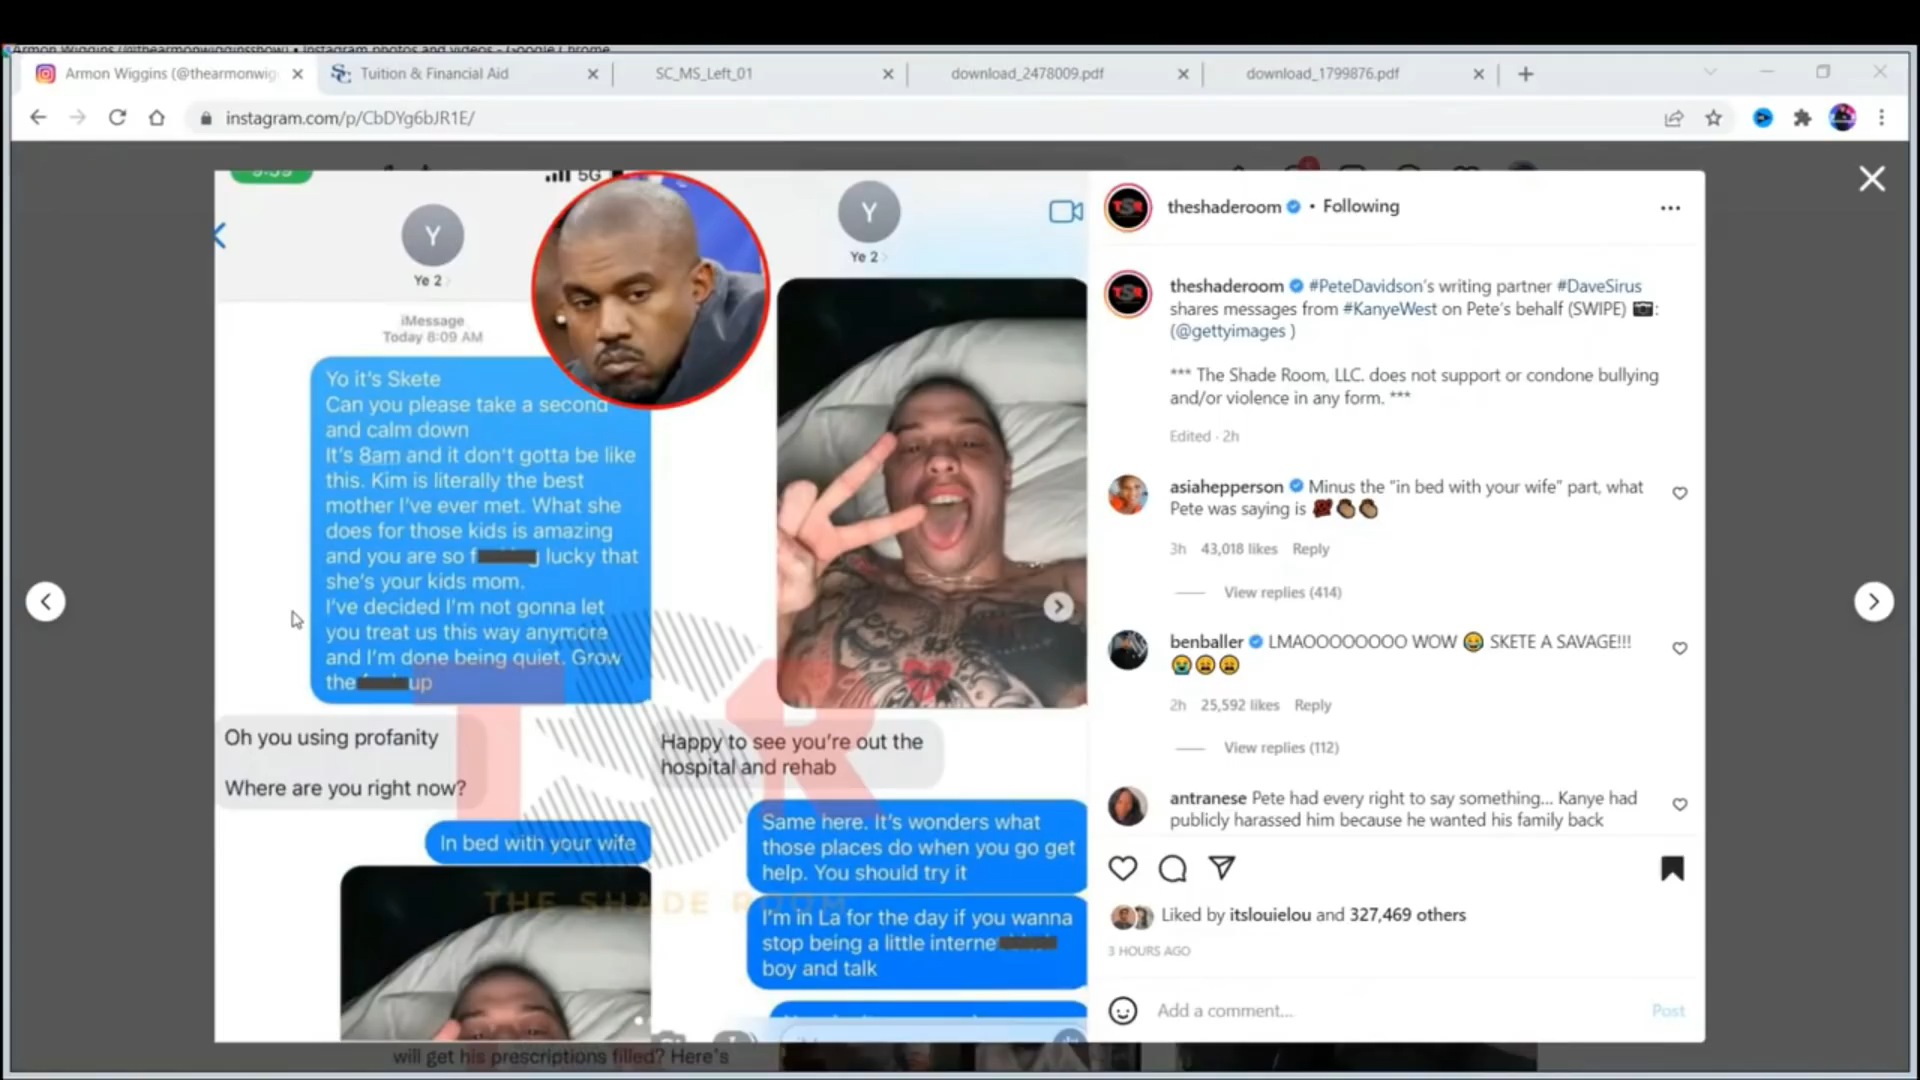 Armon Wiggins (@thearmonwigginsshow) • Instagram photos and videos - Google Chrome
Armon Wiggins (@thearmonwig
Tuition & Financial Aid
SC_MS_Left_01
download_2478009.pdf
download_1799876.pdf
instagram.com/p/CbDYg6bJR1E/
5G
Y
Ye 2
iMessage
Today 8:09 AM
Yo it's Skete
Can you please take a second
and calm down
It's 8am and it don't gotta be like
this. Kim is literally the best
mother I've ever met. What she
does for those kids is amazing
and you are so f g lucky that
she's your kids mom.
I've decided I'm not gonna let
you treat us this way anymore
and I'm done being quiet. Grow
the up
Oh you using profanity
Where are you right now?
In bed with your wife
Y
Ye 2
Happy to see you're out the
hospital and rehab
Same here. It's wonders what
those places do when you go get
help. You should try it
I'm in La for the day if you wanna
stop being a little interne
boy and talk
TSR
THE SHADE ROOM
will get his prescriptions filled? Here's
TSR
theshaderoom • Following
TSR
theshaderoom #PeteDavidson's writing partner #DaveSirus
shares messages from #KanyeWest on Pete's behalf (SWIPE) 📷:
(@gettyimages )
*** The Shade Room, LLC. does not support or condone bullying
and/or violence in any form. ***
Edited · 2h
asiahepperson Minus the "in bed with your wife" part, what
Pete was saying is 💯👏🏾👏🏾
3h 43,018 likes Reply
View replies (414)
benballer LMAOOOOOOOO WOW 😂 SKETE A SAVAGE!!!
😭😩😩
2h 25,592 likes Reply
View replies (112)
antranese Pete had every right to say something... Kanye had
publicly harassed him because he wanted his family back
Liked by itslouielou and 327,469 others
3 HOURS AGO
Add a comment...
Post